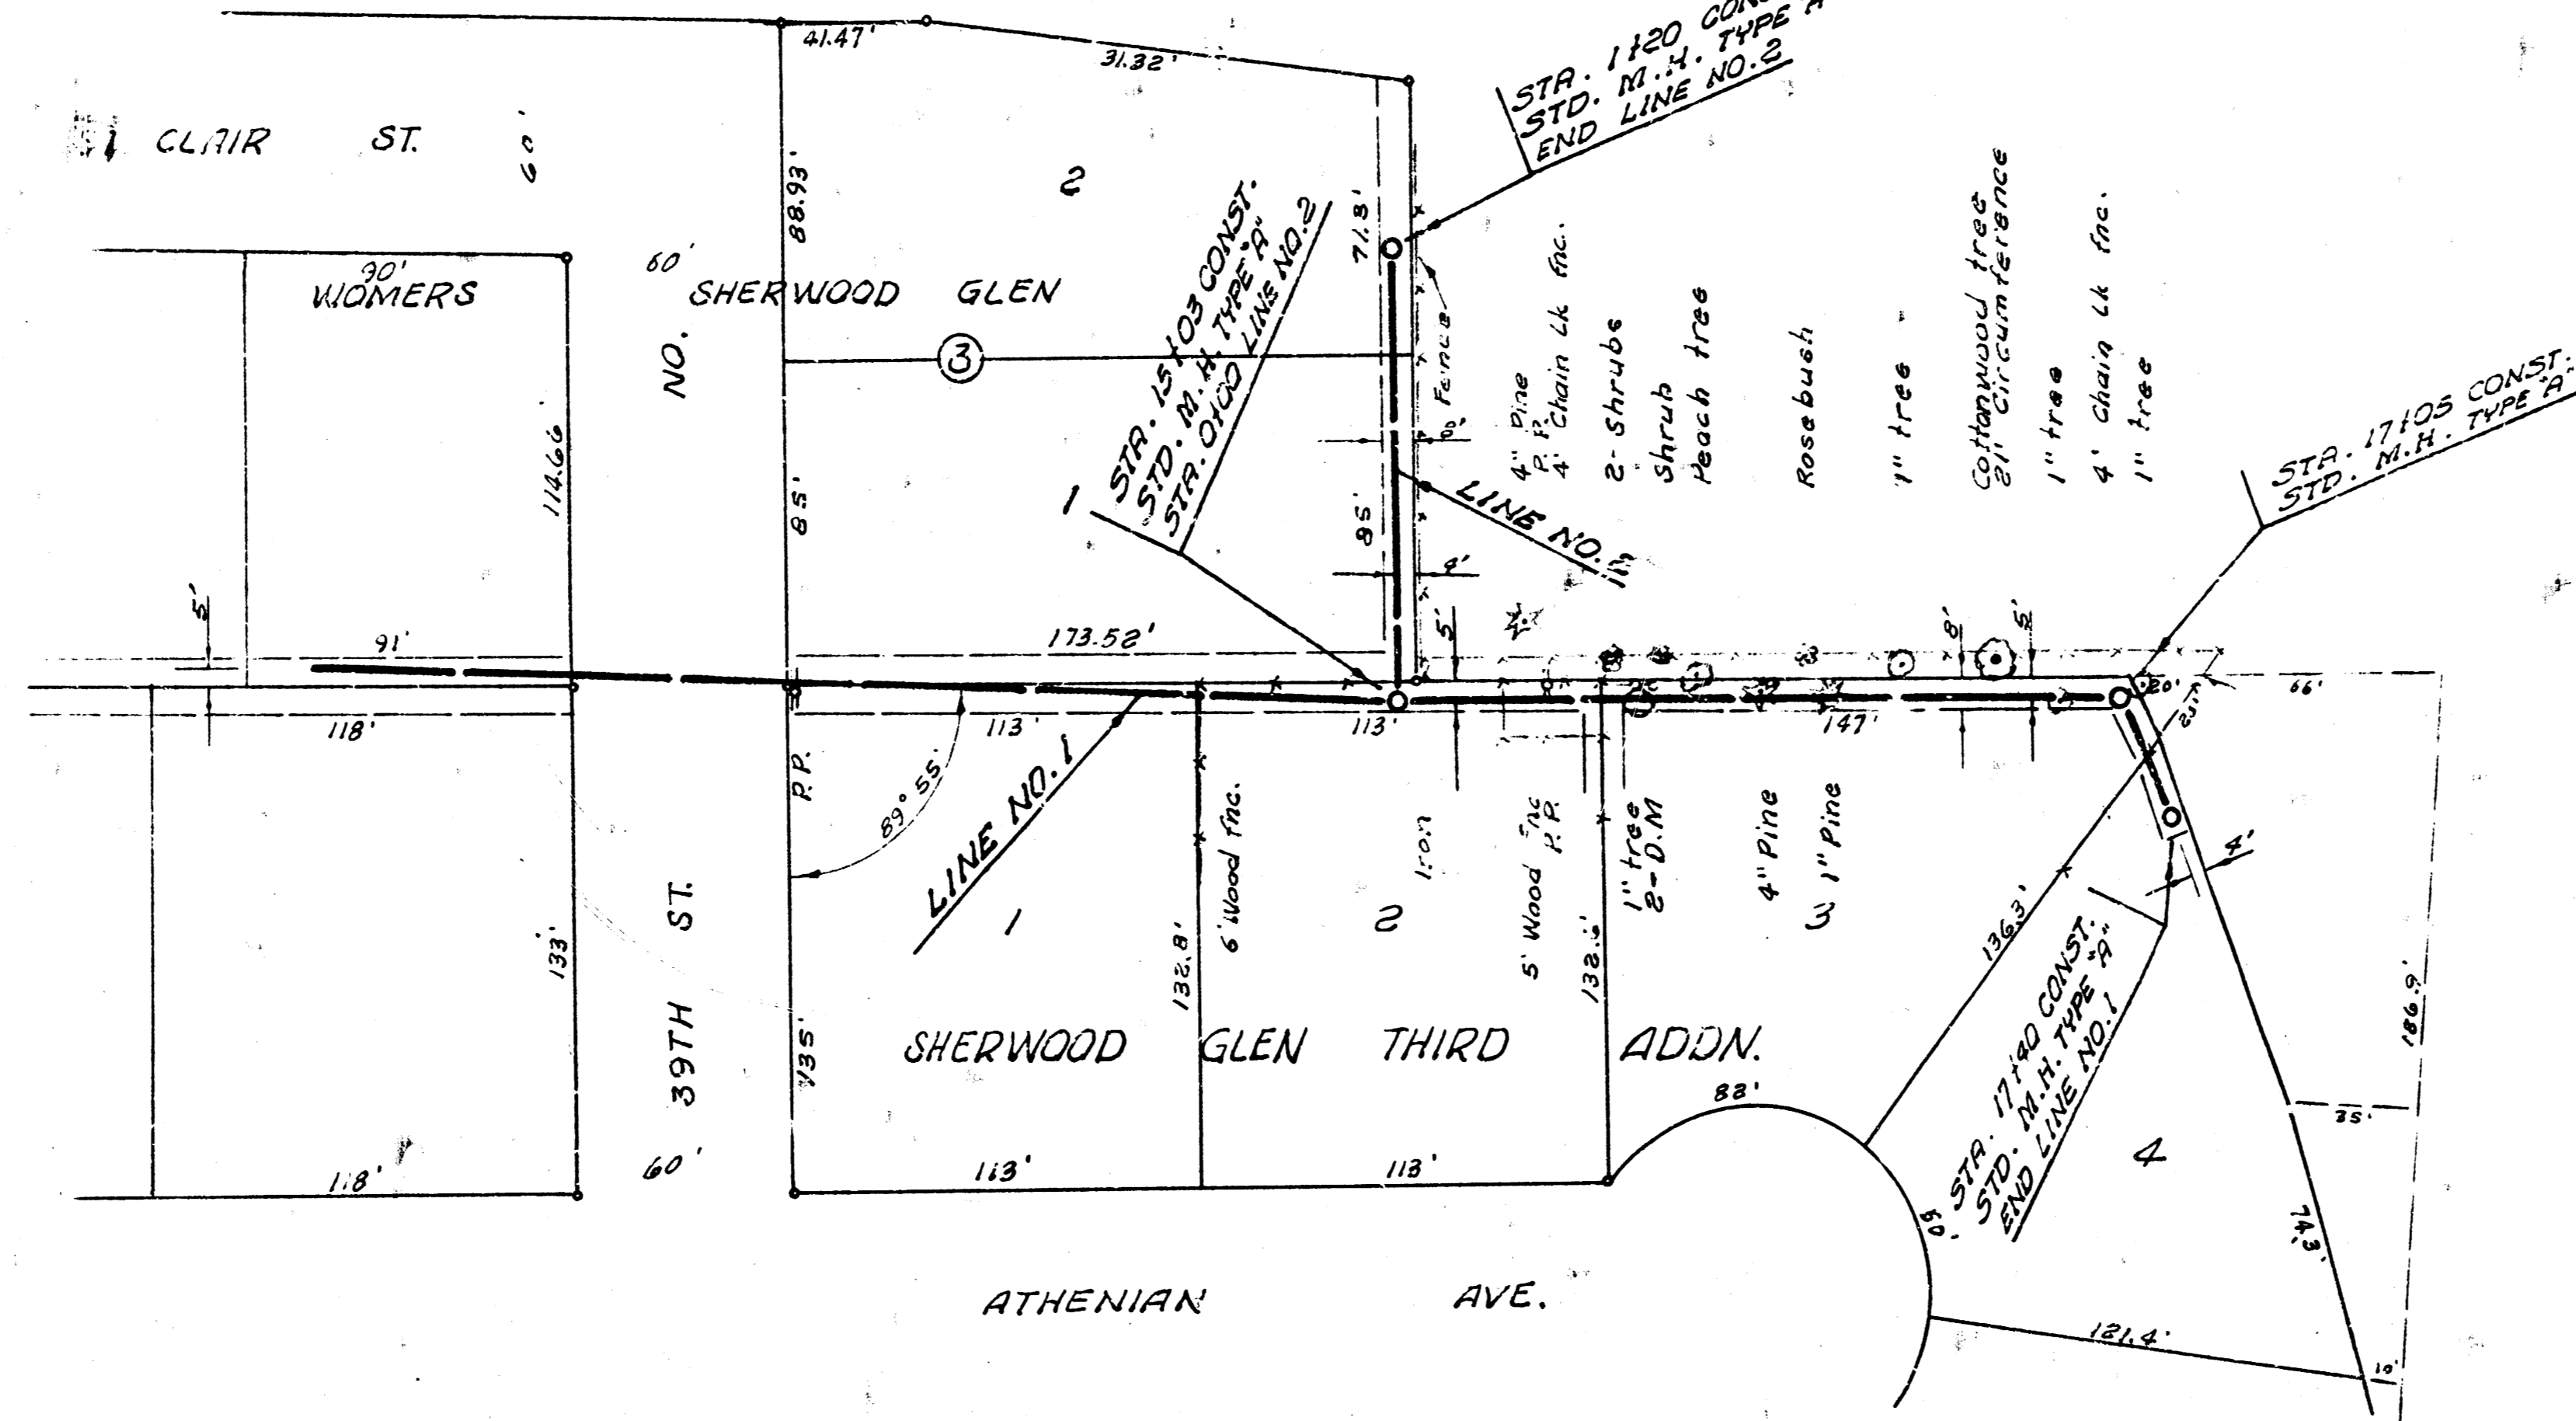 41.47'
31.32'
STA. 1+20 CONST.
STD. M.H. TYPE "A"
END LINE NO.2
CLAIR ST.
60'
88.93'
2
71.8'
90'
WOMERS
60'
SHERWOOD GLEN
NO.
3
STA. 15+03 CONST.
STD. M.H. TYPE "A"
STA. 0+00 LINE NO.2
1
Fence
4" Pine
P.P.
4' Chain Lk Fnc.
2- Shrubs
Shrub
Peach tree
Rosebush
1" tree
Cottonwood tree
21' Circumference
1" tree
4' Chain Lk Fnc.
1" tree
STA. 17+05 CONST.
STD. M.H. TYPE "A"
114.66'
85'
85'
LINE NO.
4'
5'
91'
173.52'
5'
8'
5'
118'
113'
113'
147'
20'
66'
P.P.
89° 55'
LINE NO. 1
6' Wood Fnc.
Iron
5' Wood Fnc
P.P.
1" tree
2- D.M
4" Pine
3, 1" Pine
4'
133'
39TH ST.
1
132.8'
2
132.6'
136.3'
STA. 17+40 CONST.
STD. M.H. TYPE "A"
END LINE NO.1
186.9'
135'
SHERWOOD GLEN THIRD ADDN.
88'
35'
4
118'
60'
113'
113'
60'
74.3'
ATHENIAN AVE.
121.4'
10'